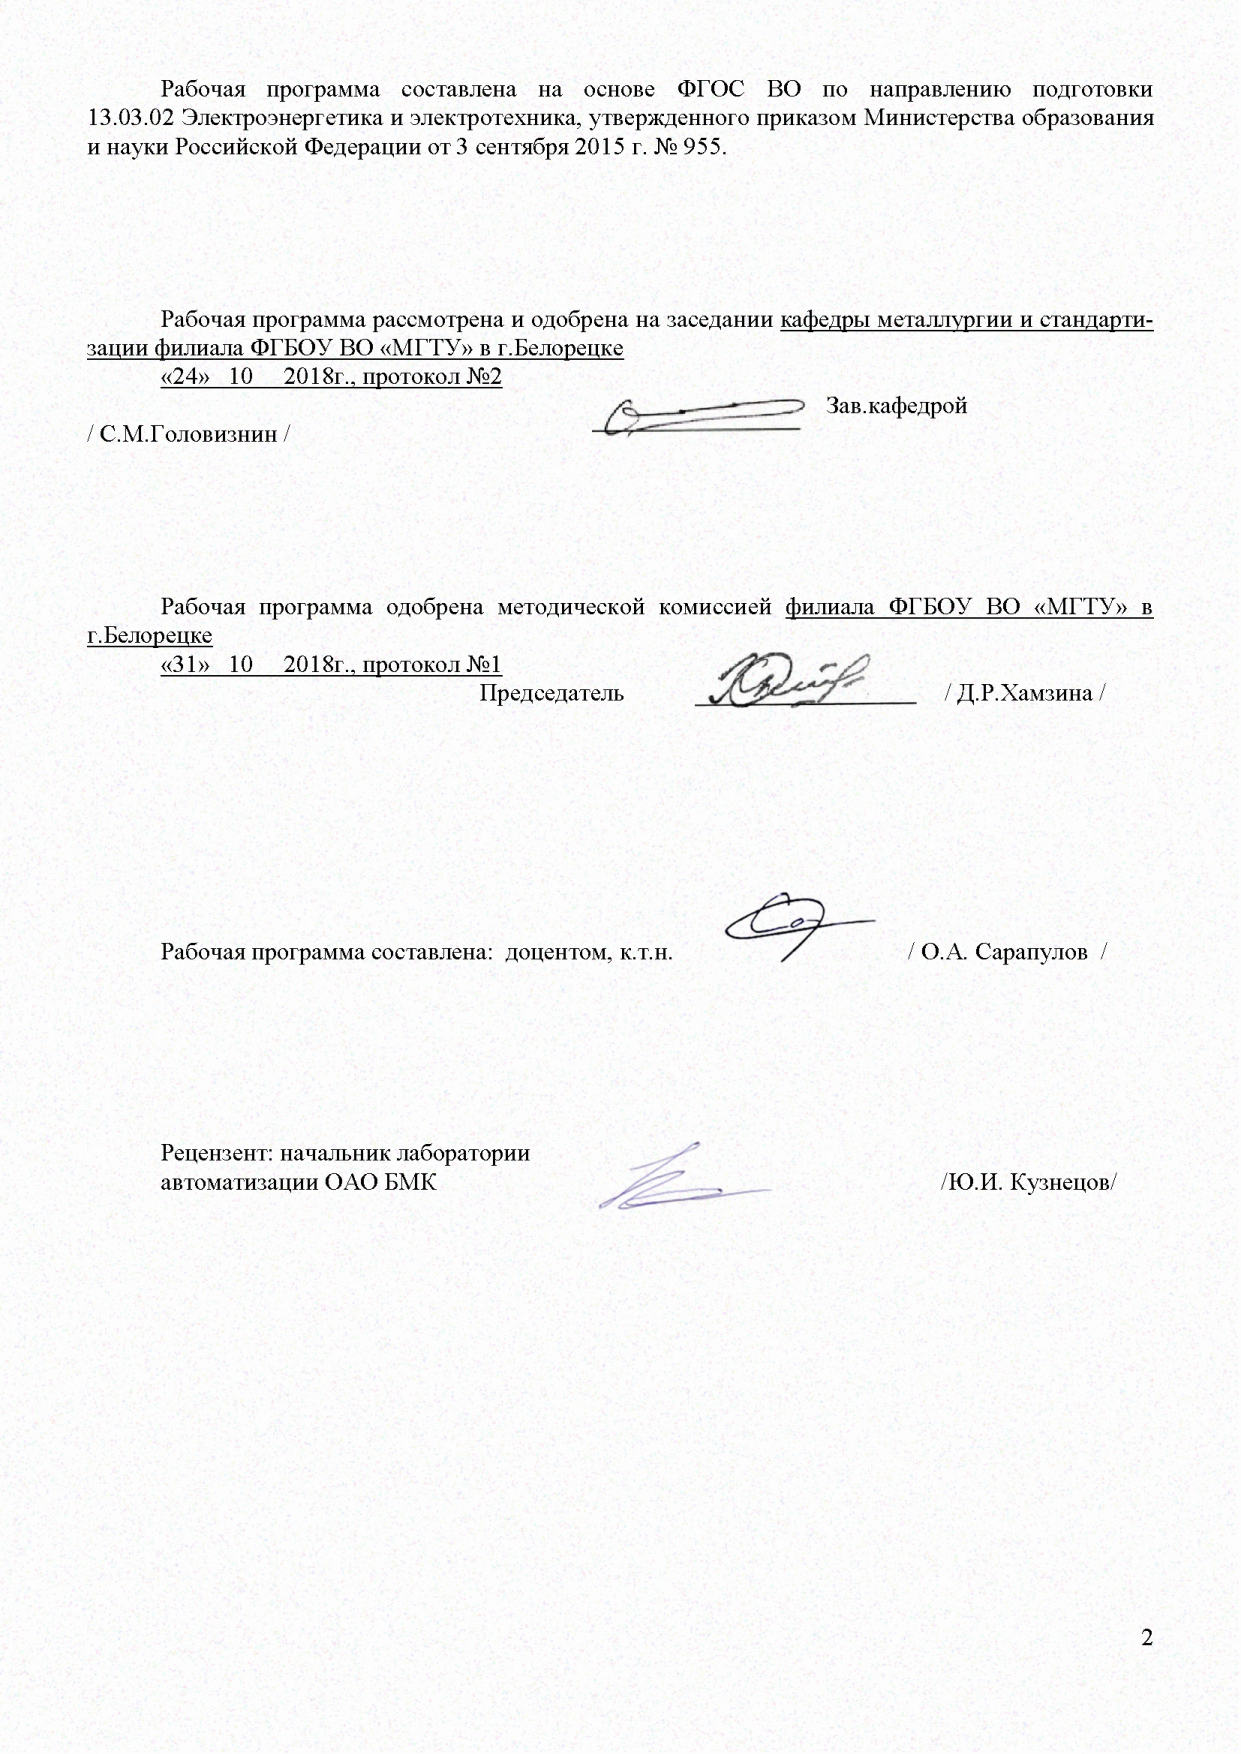 Рабочая программа составлена на основе ФГОС ВО по направлению подготовки
13.03.02 Электроэнергетика и электротехника, утвержденного приказом Министерства образования
и науки Российской Федерации от 3 сентября 2015 г. № 955.
Рабочая программа рассмотрена и одобрена на заседании кафедры металлургии и стандарти-
зации филиала ФГБОУ ВО «МГТУ» в г.Белорецке
«24» 10 2018г., протокол №2
Зав.кафедрой
/ С.М.Головизнин /
Рабочая программа одобрена методической комиссией филиала ФГБОУ ВО «МГТУ» в
г.Белорецке
«31» 10 2018г., протокол №1
Председатель / Д.Р.Хамзина /
Рабочая программа составлена: доцентом, к.т.н. / О.А. Сарапулов /
Рецензент: начальник лаборатории
автоматизации ОАО БМК /Ю.И. Кузнецов/
2